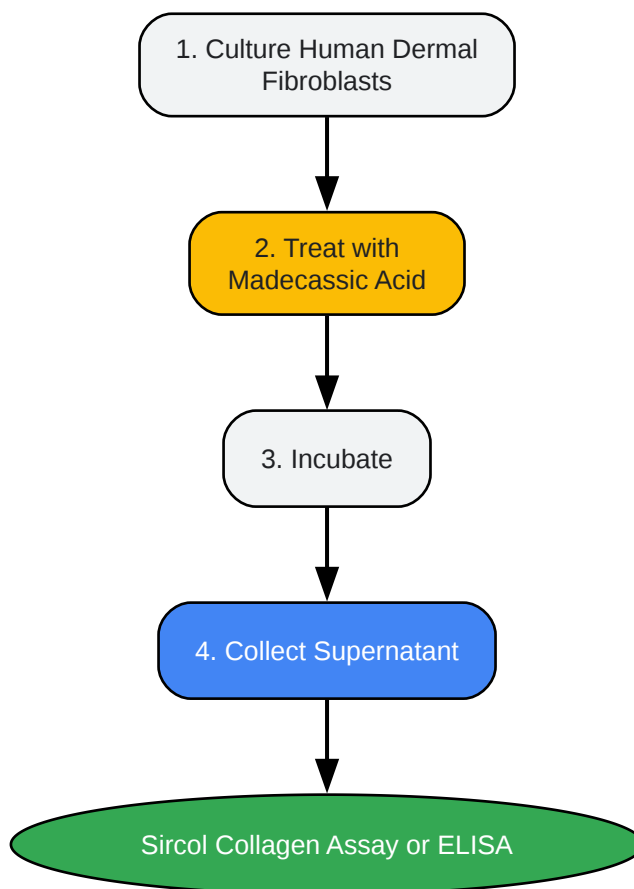 1. Culture Human Dermal
Fibroblasts
2. Treat with
Madecassic Acid
3. Incubate
4. Collect Supernatant
Sircol Collagen Assay or ELISA